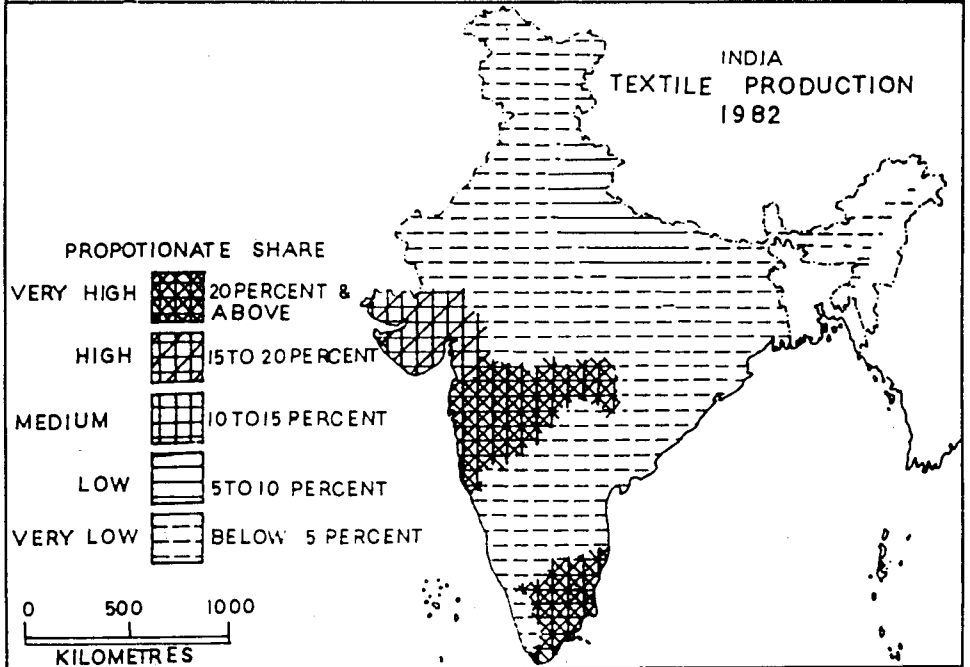 INDIA
TEXTILE PRODUCTION
1982
PROPOTIONATE SHARE
VERY HIGH 20 PERCENT &
ABOVE
HIGH 15 TO 20 PERCENT
MEDIUM 10 TO 15 PERCENT
LOW 5 TO 10 PERCENT
VERY LOW BELOW 5 PERCENT
0 500 1000
KILOMETRES